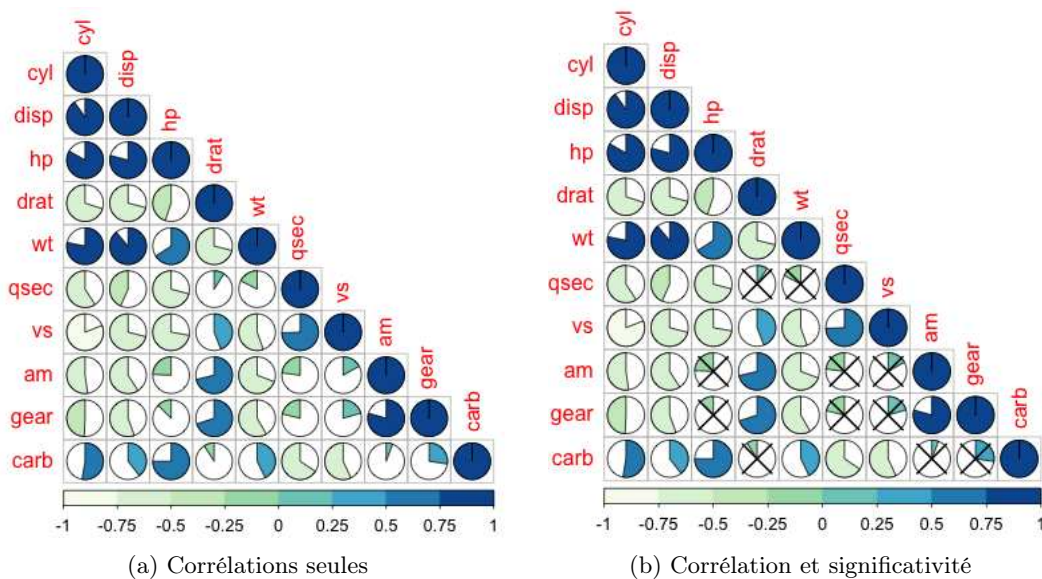 cyl
disp
hp
drat
wt
qsec
vs
am
gear
carb
cyl
disp
hp
drat
wt
qsec
vs
am
gear
carb
-1 -0.75 -0.5 -0.25 0 0.25 0.5 0.75 1
(a) Corrélations seules
cyl
disp
hp
drat
wt
qsec
vs
am
gear
carb
cyl
disp
hp
drat
wt
qsec
vs
am
gear
carb
-1 -0.75 -0.5 -0.25 0 0.25 0.5 0.75 1
(b) Corrélation et significativité